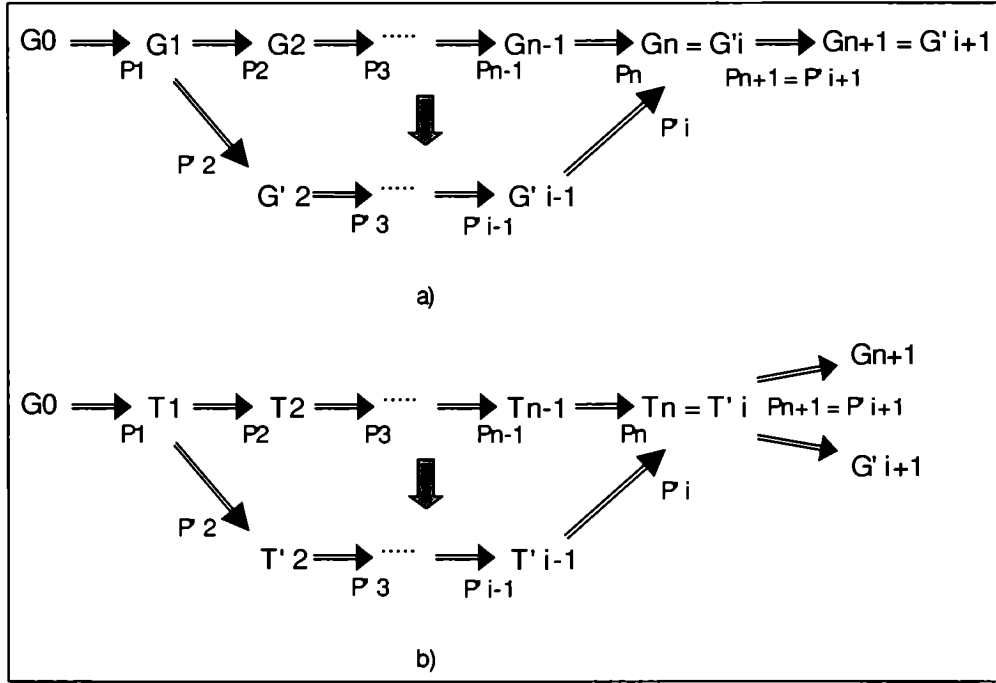 G0 G1 G2 ..... Gn-1 Gn = G'i Gn+1 = G' i+1
P1 P2 P3 Pn-1 Pn Pn+1 = P'i+1
P' 2 P' i
G' 2 ..... G' i-1
P' 3 P' i-1
a)
Gn+1
G0 T1 T2 ..... Tn-1 Tn = T' i Pn+1 = P'i+1
P1 P2 P3 Pn-1 Pn
G' i+1
P' 2 P' i
T' 2 ..... T' i-1
P' 3 P' i-1
b)